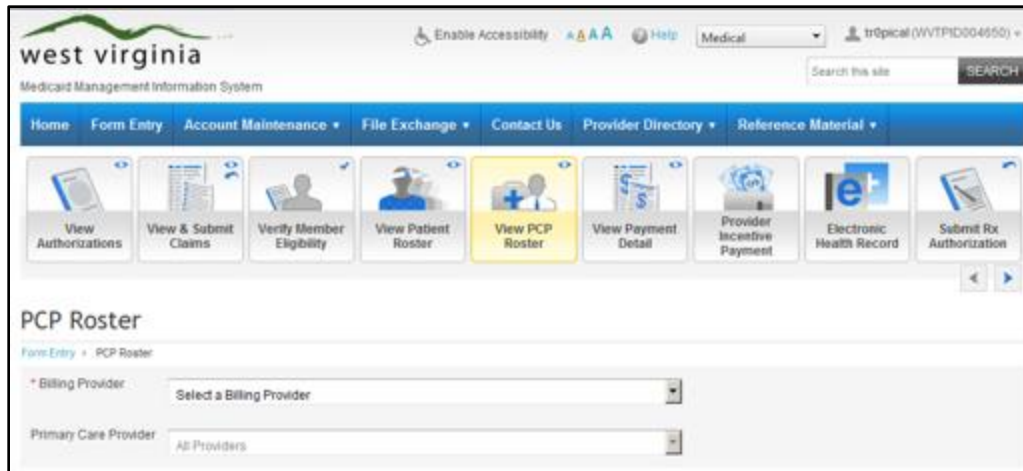 west virginia
Medicaid Management Information System
Enable Accessibility A A A A Help Medical tr0pical (WVTPID004650)
Search this site SEARCH
Home Form Entry Account Maintenance File Exchange Contact Us Provider Directory Reference Material
View Authorizations
View & Submit Claims
Verify Member Eligibility
View Patient Roster
View PCP Roster
View Payment Detail
Provider Incentive Payment
Electronic Health Record
Submit Rx Authorization
PCP Roster
Form Entry PCP Roster
* Billing Provider Select a Billing Provider
Primary Care Provider All Providers